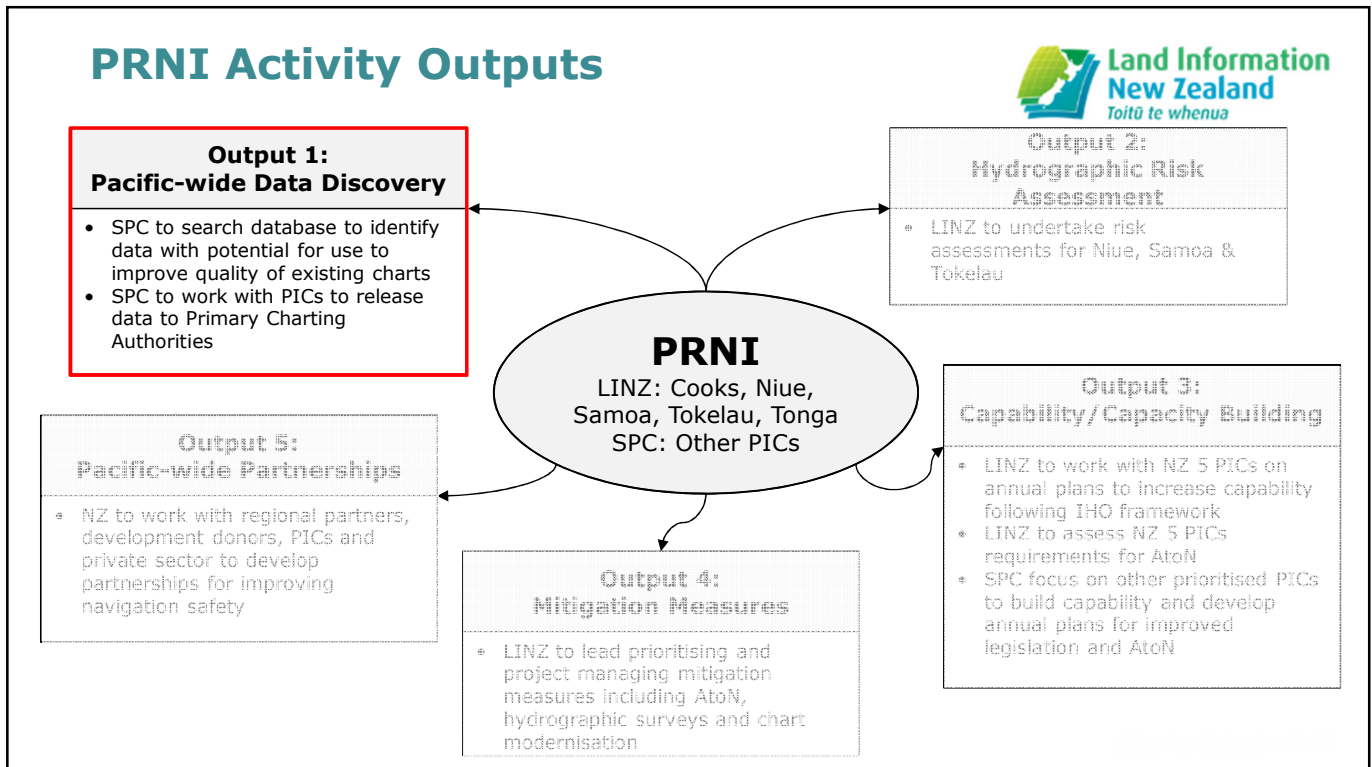 PRNI Activity Outputs
Land Information
New Zealand
Toitū te whenua
Output 1:
Pacific-wide Data Discovery
• SPC to search database to identify
data with potential for use to
improve quality of existing charts
• SPC to work with PICs to release
data to Primary Charting
Authorities
Output 2:
Hydrographic Risk
Assessment
• LINZ to undertake risk
assessments for Niue, Samoa &
Tokelau
PRNI
LINZ: Cooks, Niue,
Samoa, Tokelau, Tonga
SPC: Other PICs
Output 3:
Capability/Capacity Building
• LINZ to work with NZ 5 PICs on
annual plans to increase capability
following IHO framework
• LINZ to assess NZ 5 PICs
requirements for AtoN
• SPC focus on other prioritised PICs
to build capability and develop
annual plans for improved
legislation and AtoN
Output 5:
Pacific-wide Partnerships
• NZ to work with regional partners,
development donors, PICs and
private sector to develop
partnerships for improving
navigation safety
Output 4:
Mitigation Measures
• LINZ to lead prioritising and
project managing mitigation
measures including AtoN,
hydrographic surveys and chart
modernisation